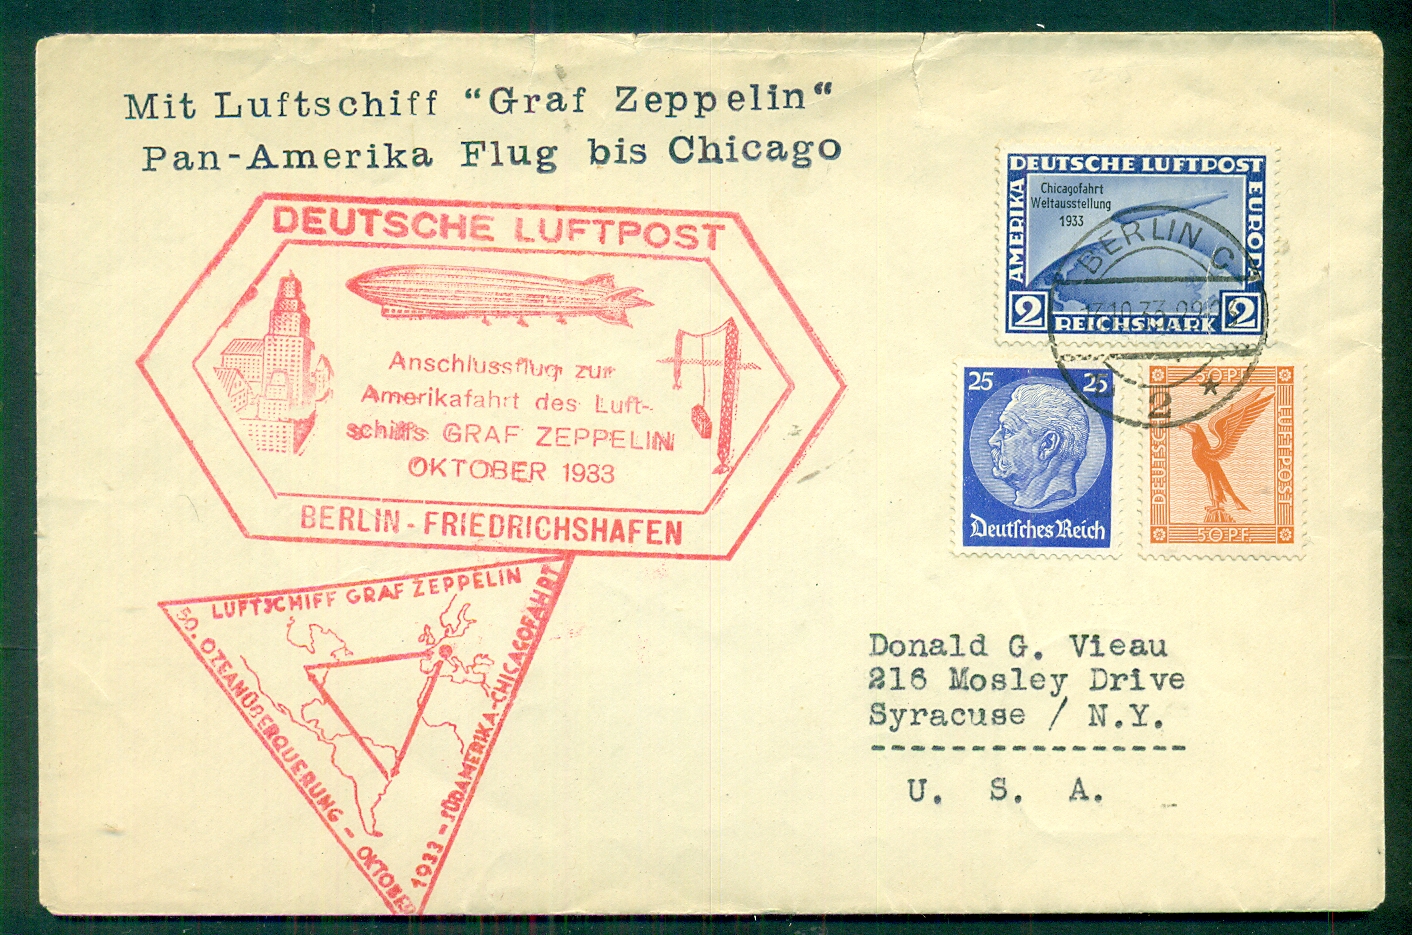 Mit Luftschiff "Graf Zeppelin“
Pan-Amerika Flug bis Chicago
DEUTSCHE LUFTPOST
Anschlussflug zur
Amerikafahrt des Luft-
schiffs GRAF ZEPPELIN
OKTOBER 1933
BERLIN - FRIEDRICHSHAFEN
LUFTSCHIFF GRAF ZEPPELIN
50. OZEANÜBERQUERUNG - OKTOBER
1933 - SÜDAMERIKA-CHICAGOFAHRT
DEUTSCHE LUFTPOST
AMERIKA
EUROPA
Chicagofahrt
Weltausstellung
1933
2 REICHSMARK 2
BERLIN C
2 *
25 25
Deutsches Reich
50 PF.
DEUTSCHE
LUFTPOST
50 PF.
Donald G. Vieau
216 Mosley Drive
Syracuse / N.Y.
U. S. A.